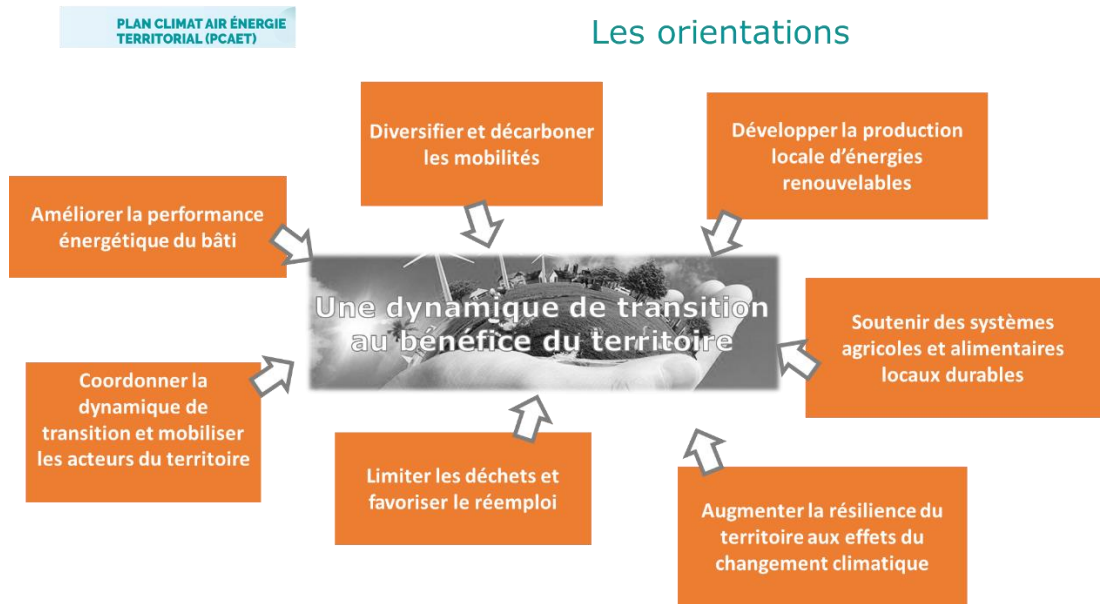 PLAN CLIMAT AIR ÉNERGIE
TERRITORIAL (PCAET)
Les orientations
Diversifier et décarboner
les mobilités
Développer la production
locale d'énergies
renouvelables
Améliorer la performance
énergétique du bâti
Une dynamique de transition
au bénéfice du territoire
Soutenir des systèmes
agricoles et alimentaires
locaux durables
Coordonner la
dynamique de
transition et mobiliser
les acteurs du territoire
Limiter les déchets et
favoriser le réemploi
Augmenter la résilience du
territoire aux effets du
changement climatique